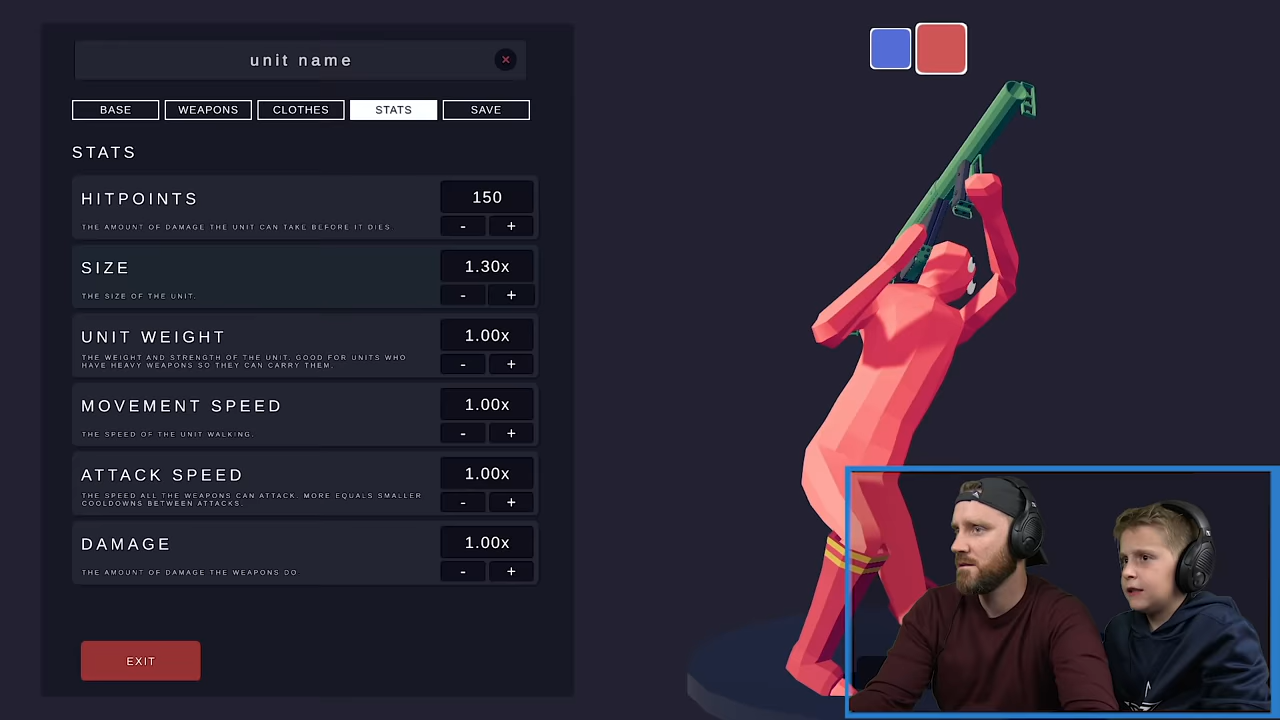 unit name
BASE WEAPONS CLOTHES STATS SAVE
STATS
HITPOINTS 150
THE AMOUNT OF DAMAGE THE UNIT CAN TAKE BEFORE IT DIES.
- +
SIZE 1.30x
THE SIZE OF THE UNIT.
- +
UNIT WEIGHT 1.00x
THE WEIGHT AND STRENGTH OF THE UNIT. GOOD FOR UNITS WHO
HAVE HEAVY WEAPONS SO THEY CAN CARRY THEM.
- +
MOVEMENT SPEED 1.00x
THE SPEED OF THE UNIT WALKING.
- +
ATTACK SPEED 1.00x
THE SPEED ALL THE WEAPONS CAN ATTACK. MORE EQUALS SMALLER
COOLDOWNS BETWEEN ATTACKS.
- +
DAMAGE 1.00x
THE AMOUNT OF DAMAGE THE WEAPONS DO.
- +
EXIT